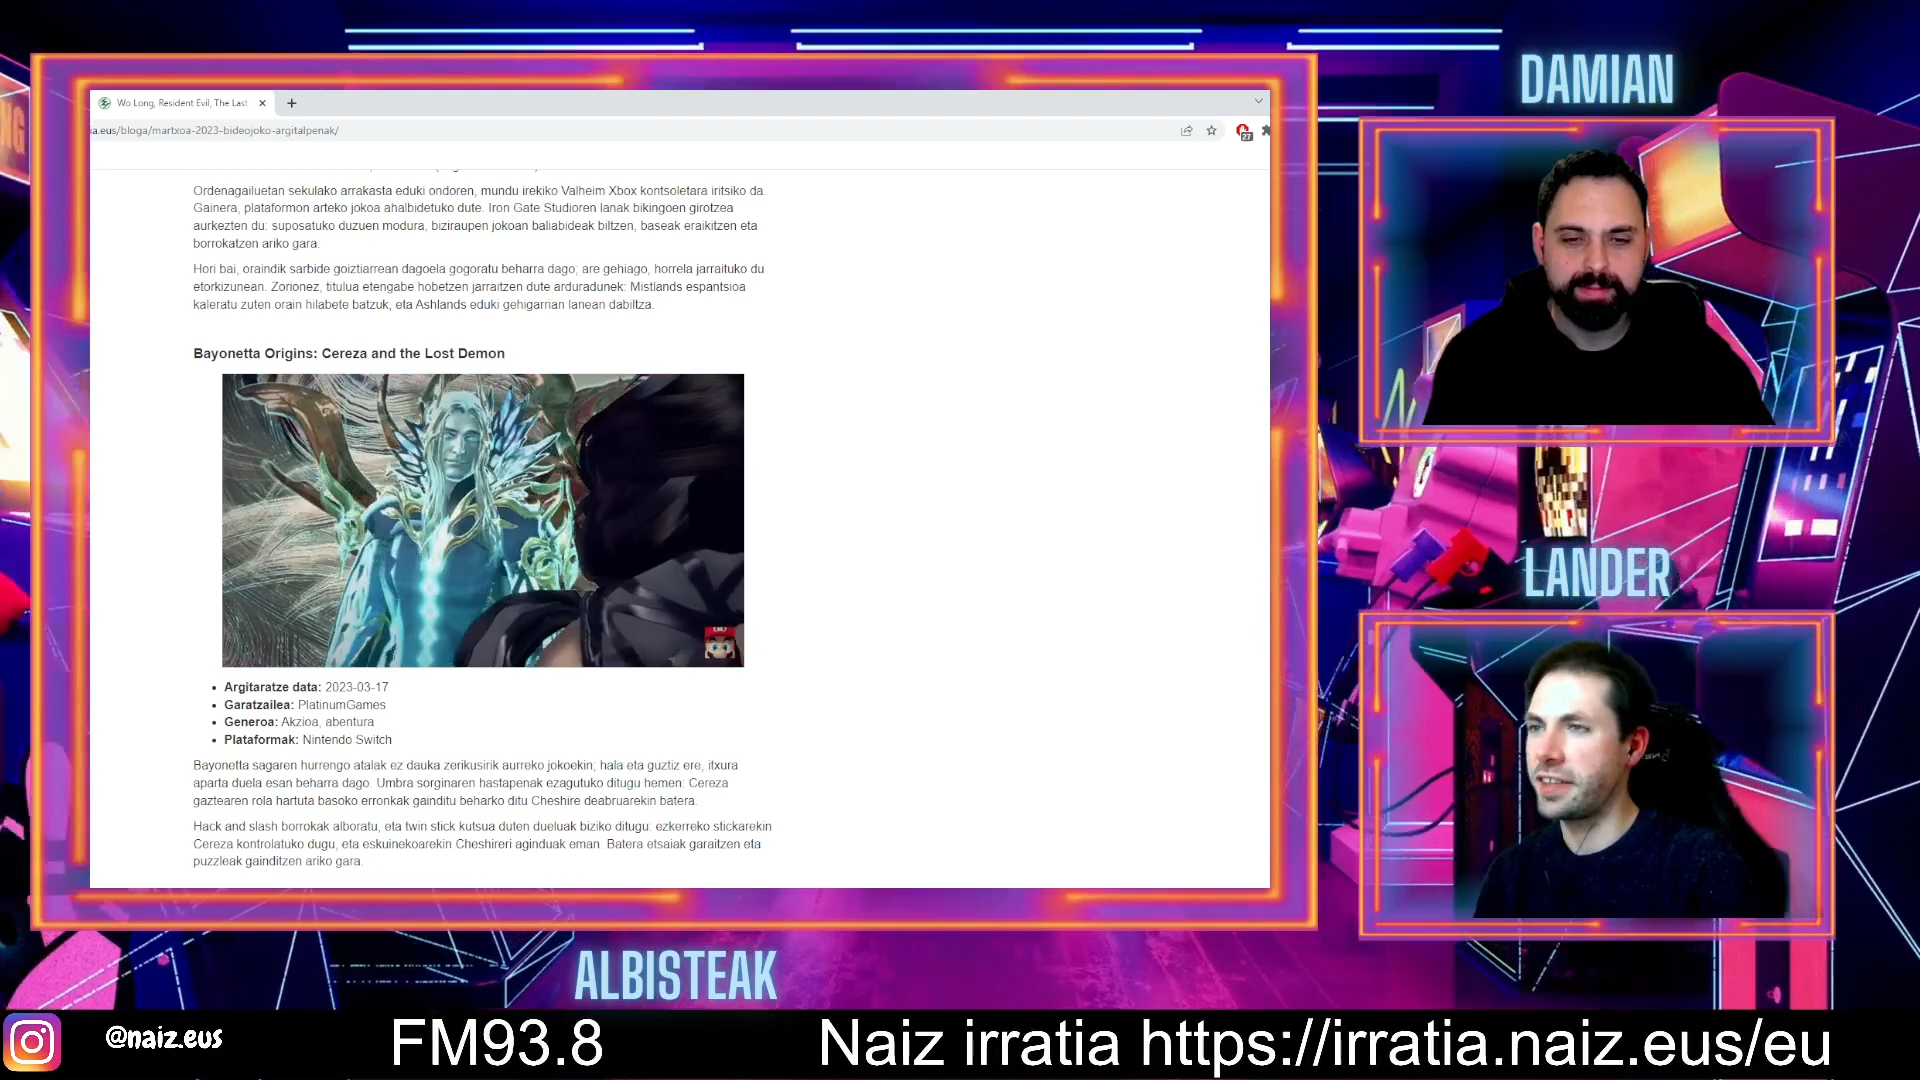 DAMIAN
Wo Long, Resident Evil, The Last
ia.eus/bloga/martxoa-2023-bideojoko-argitalpenak/
27
Ordenagailuetan sekulako arrakasta eduki ondoren, mundu irekiko Valheim Xbox kontsoletara iritsiko da.
Gainera, plataformon arteko jokoa ahalbidetuko dute. Iron Gate Studioren lanak bikingoen girotzea
aurkezten du: suposatuko duzuen modura, biziraupen jokoan baliabideak biltzen, baseak eraikitzen eta
borrokatzen ariko gara.
Hori bai, oraindik sarbide goiztiarrean dagoela gogoratu beharra dago; are gehiago, horrela jarraituko du
etorkizunean. Zorionez, titulua etengabe hobetzen jarraitzen dute arduradunek: Mistlands espantsioa
kaleratu zuten orain hilabete batzuk, eta Ashlands eduki gehigarrian lanean dabiltza.
Bayonetta Origins: Cereza and the Lost Demon
• Argitaratze data: 2023-03-17
• Garatzailea: PlatinumGames
• Generoa: Akzioa, abentura
• Plataformak: Nintendo Switch
Bayonetta sagaren hurrengo atalak ez dauka zerikusirik aurreko jokoekin; hala eta guztiz ere, itxura
aparta duela esan beharra dago. Umbra sorginaren hastapenak ezagutuko ditugu hemen: Cereza
gaztearen rola hartuta basoko erronkak gainditu beharko ditu Cheshire deabruarekin batera.
Hack and slash borrokak alboratu, eta twin stick kutsua duten dueluak biziko ditugu: ezkerreko stickarekin
Cereza kontrolatuko dugu, eta eskuinekoarekin Cheshireri aginduak eman. Batera etsaiak garaitzen eta
puzzleak gainditzen ariko gara.
LANDER
ALBISTEAK
@naiz.eus
FM93.8
Naiz irratia https://irratia.naiz.eus/eu